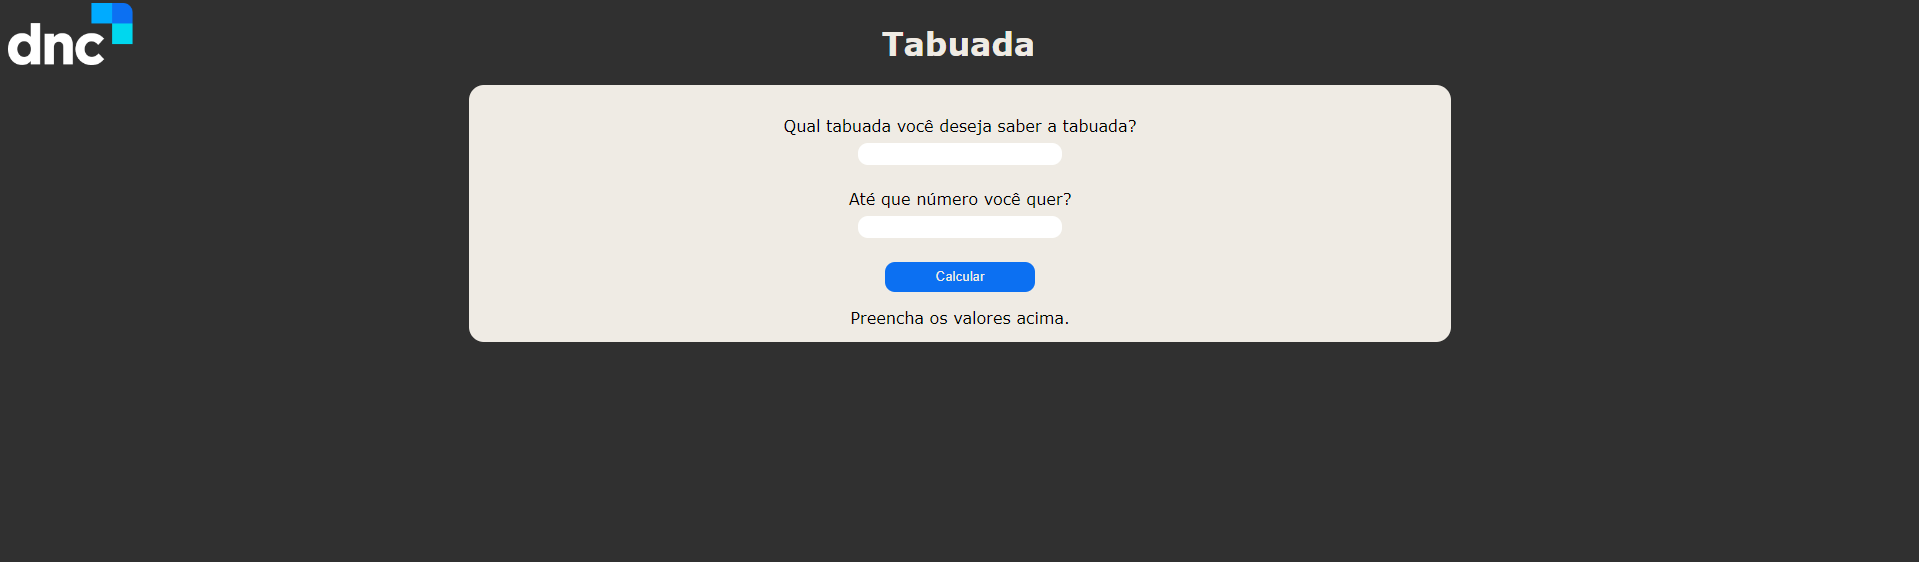 dnc
Tabuada
Qual tabuada você deseja saber a tabuada?
Até que número você quer?
Calcular
Preencha os valores acima.